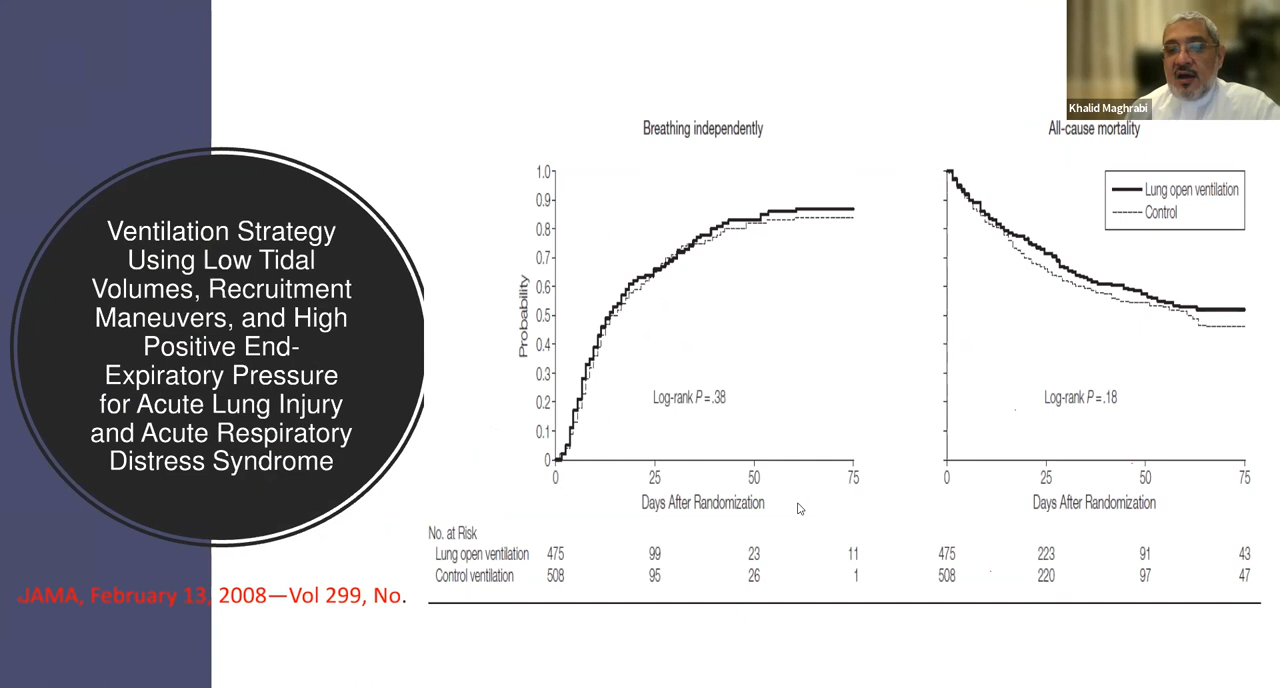 Khalid Maghrabi
Ventilation Strategy
Using Low Tidal
Volumes, Recruitment
Maneuvers, and High
Positive End-
Expiratory Pressure
for Acute Lung Injury
and Acute Respiratory
Distress Syndrome
JAMA, February 13, 2008—Vol 299, No.
Breathing independently
1.0
0.9
0.8
0.7
0.6
0.5
0.4
0.3
0.2
0.1
0
Probability
Log-rank P = .38
0 25 50 75
Days After Randomization
All-cause mortality
Lung open ventilation
Control
Log-rank P = .18
0 25 50 75
Days After Randomization
No. at Risk
Lung open ventilation 475 99 23 11 475 223 91 43
Control ventilation 508 95 26 1 508 220 97 47